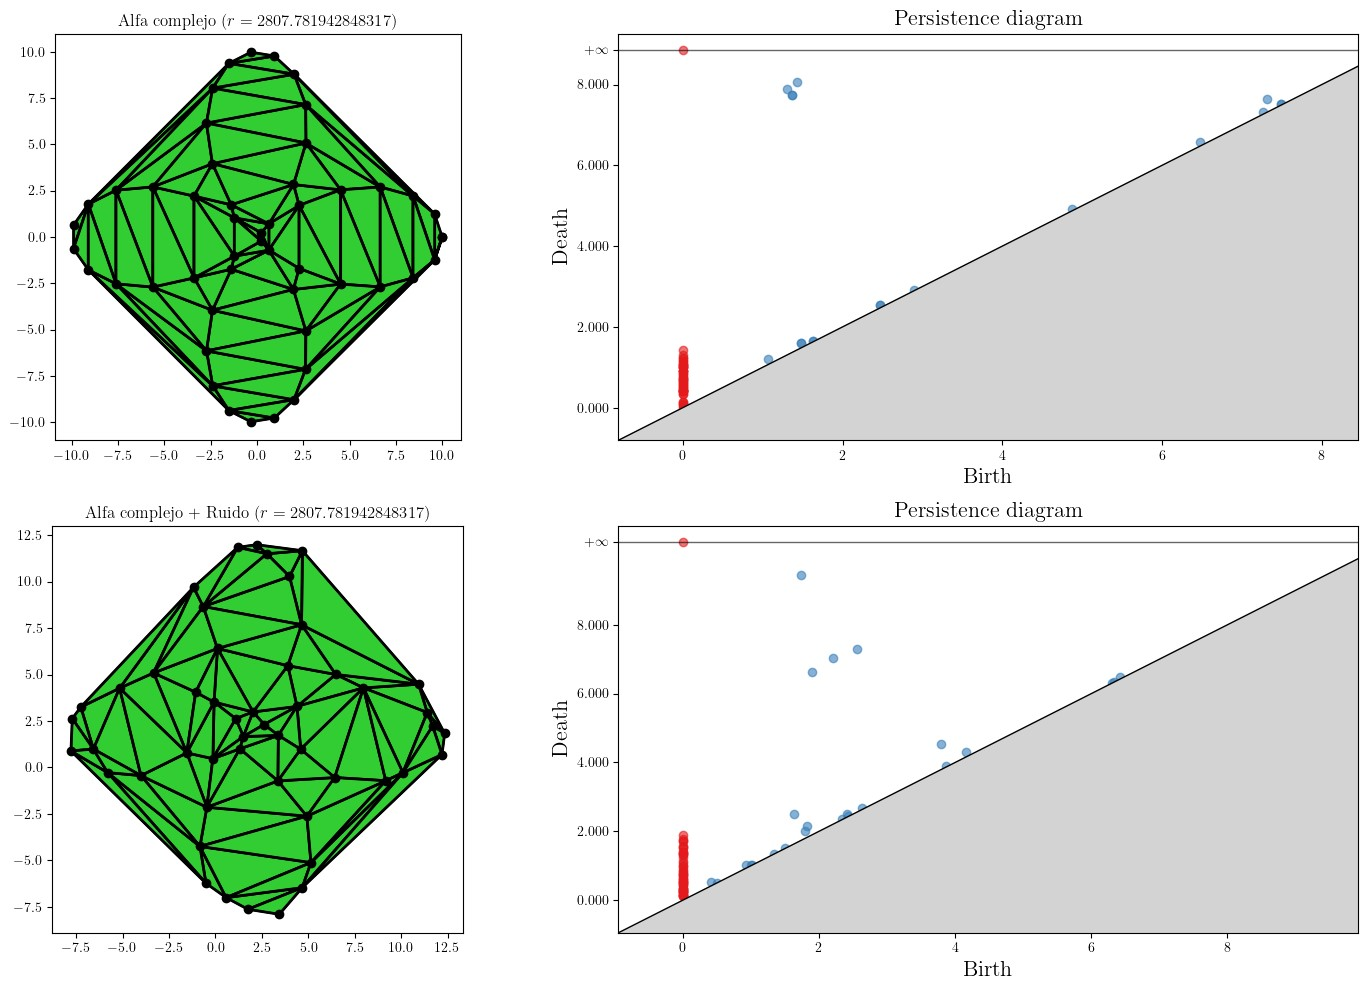 Alfa complejo (r = 2807.781942848317)
10.0
7.5
5.0
2.5
0.0
−2.5
−5.0
−7.5
−10.0
−10.0 −7.5 −5.0 −2.5 0.0 2.5 5.0 7.5 10.0
Persistence diagram
+∞
8.000
6.000
4.000
2.000
0.000
Death
0 2 4 6 8
Birth
Alfa complejo + Ruido (r = 2807.781942848317)
12.5
10.0
7.5
5.0
2.5
0.0
−2.5
−5.0
−7.5
−7.5 −5.0 −2.5 0.0 2.5 5.0 7.5 10.0 12.5
Persistence diagram
+∞
8.000
6.000
4.000
2.000
0.000
Death
0 2 4 6 8
Birth